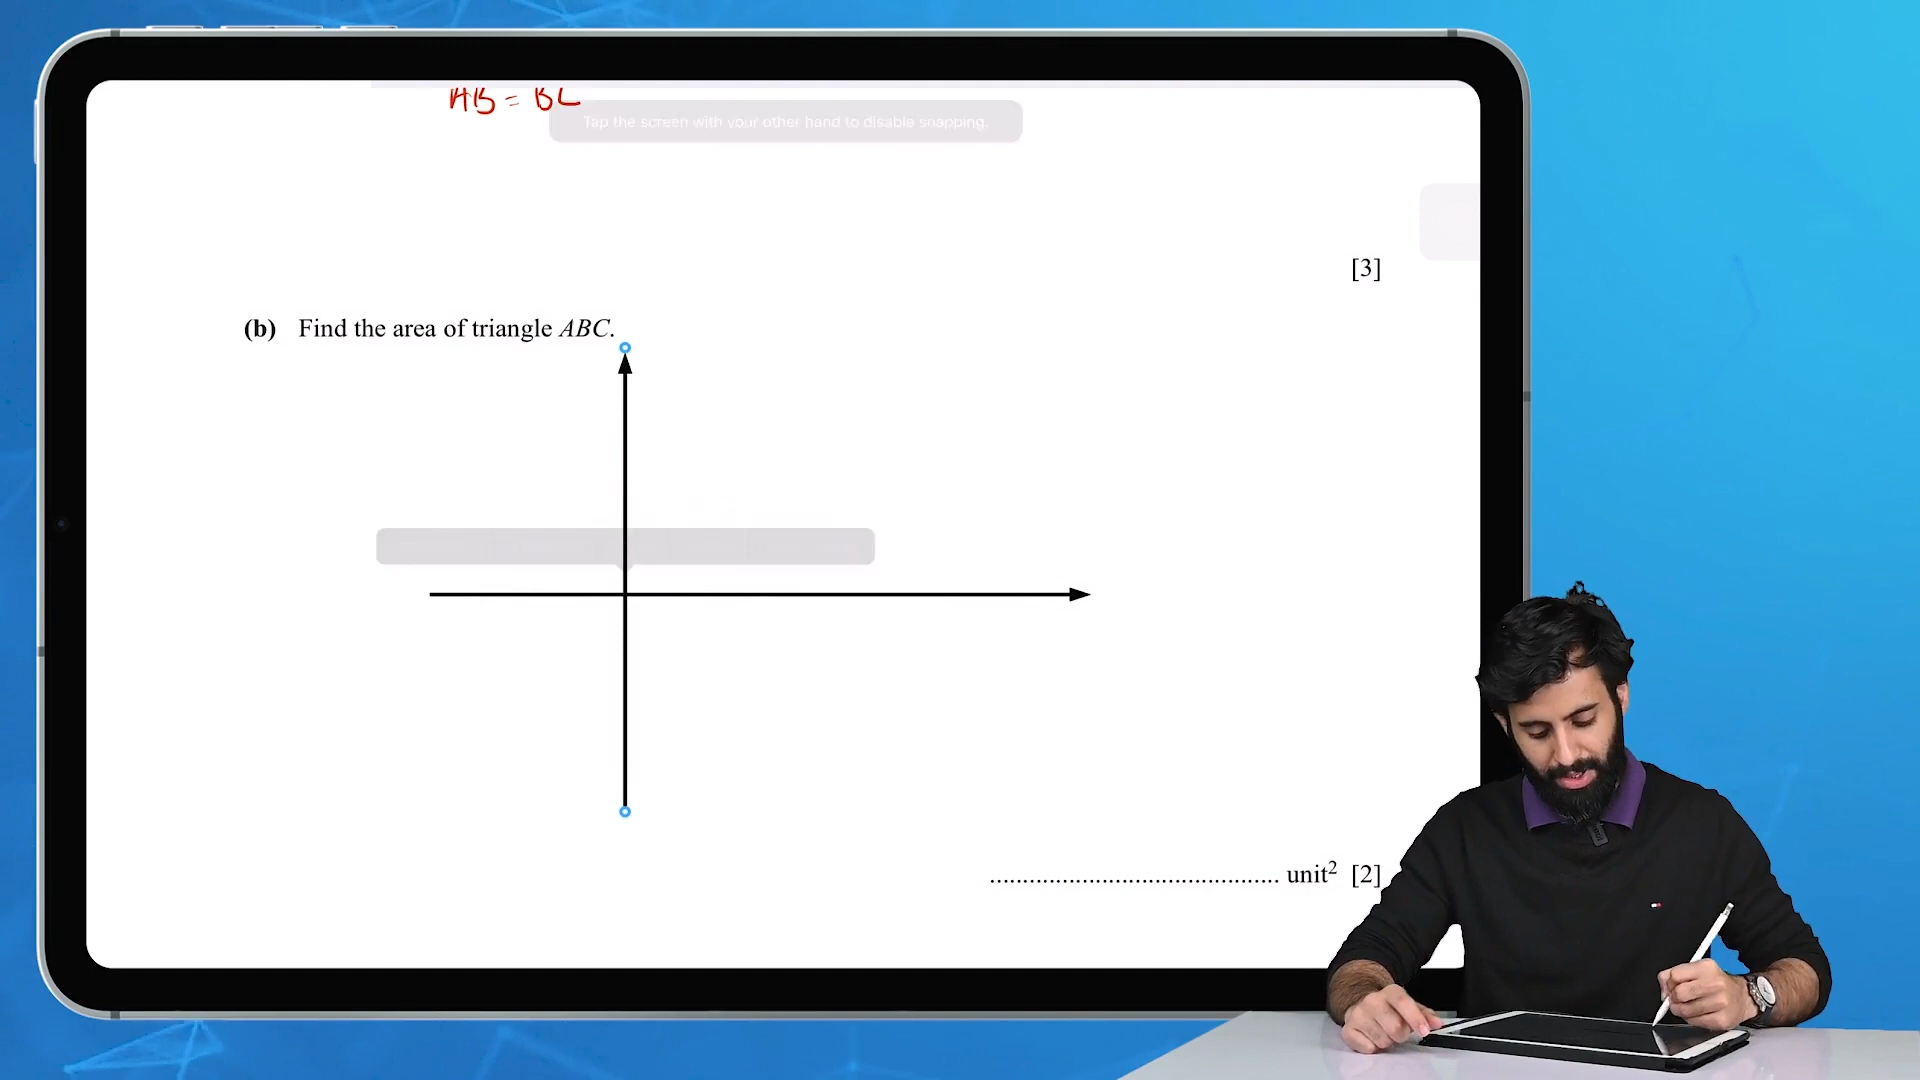 AB = BC
Tap the screen with your other hand to disable snapping.
[3]
(b) Find the area of triangle ABC.
........................................... unit² [2]